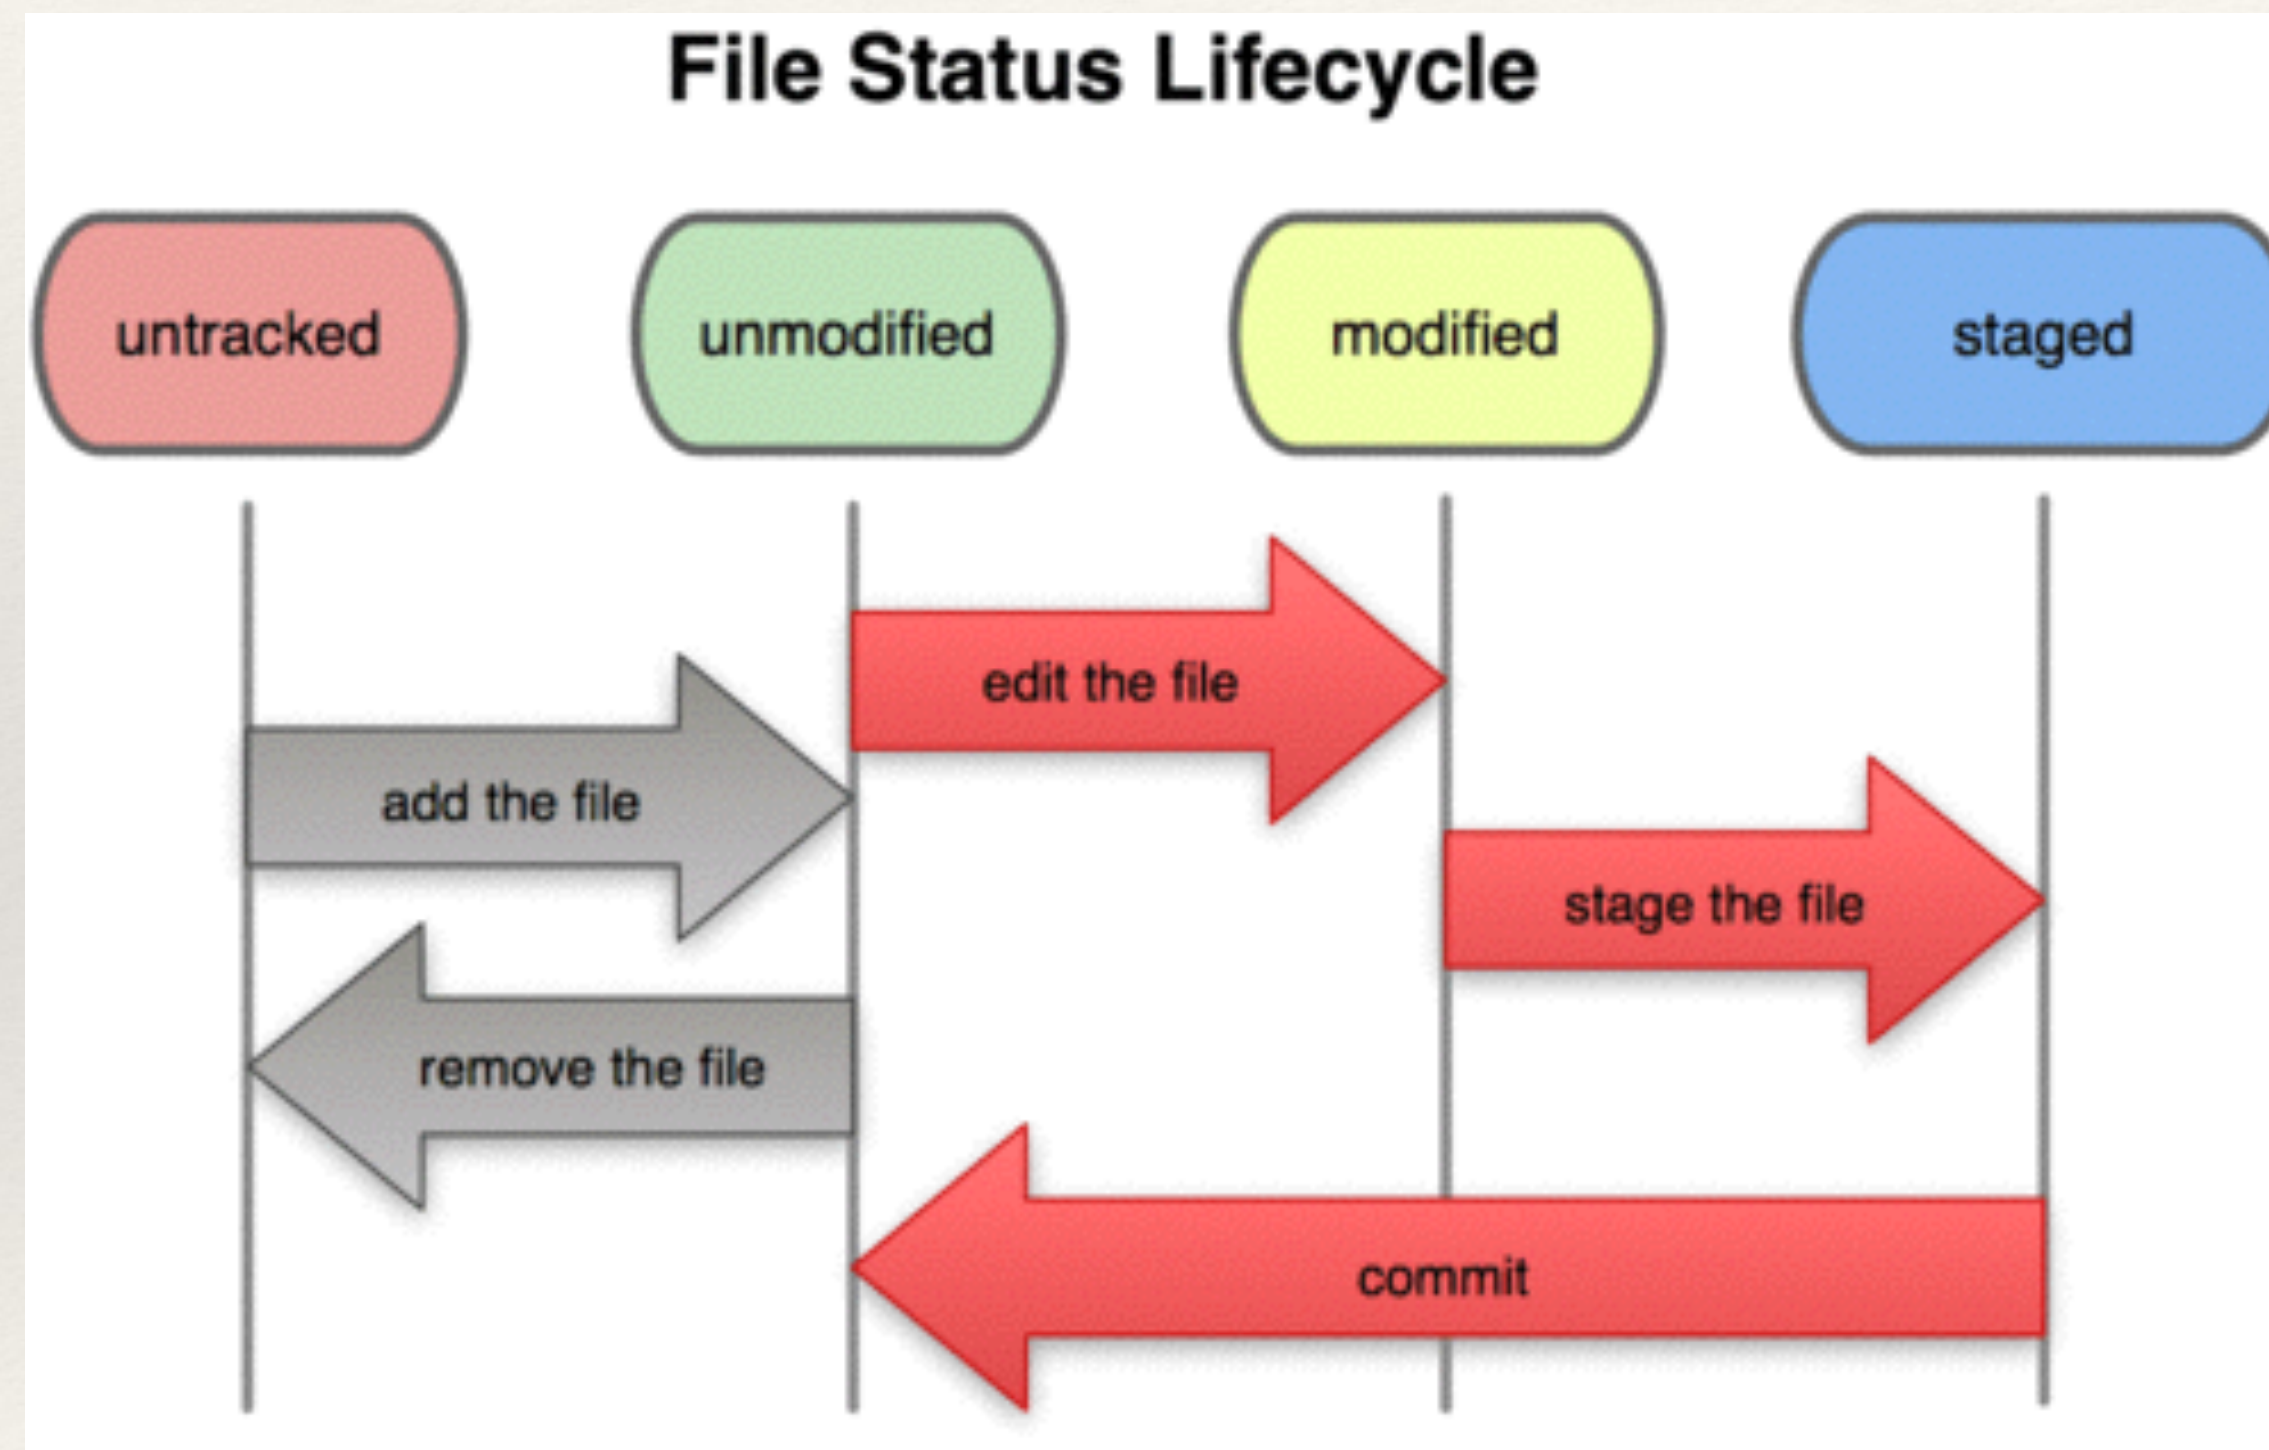 File Status Lifecycle
untracked
unmodified
modified
staged
edit the file
add the file
stage the file
remove the file
commit